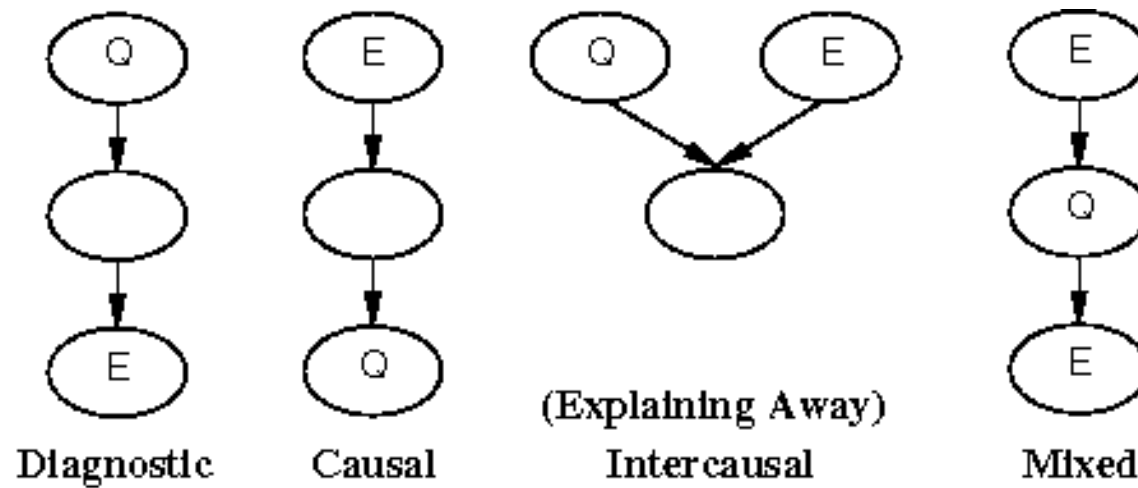 Q E Q E E
Q
E Q E
(Explaining Away)
Diagnostic Causal Intercausal Mixed